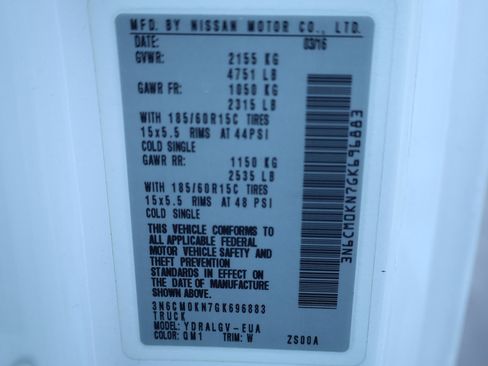 MFD. BY NISSAN MOTOR CO., LTD.
DATE: 03/16
GVWR: 2155 KG
4751 LB
GAWR FR: 1050 KG
2315 LB
WITH 185/60R15C TIRES
15x5.5 RIMS AT 44PSI
COLD SINGLE
GAWR RR: 1150 KG
2535 LB
WITH 185/60R15C TIRES
15x5.5 RIMS AT 48 PSI
COLD SINGLE
THIS VEHICLE CONFORMS TO
ALL APPLICABLE FEDERAL
MOTOR VEHICLE SAFETY AND
THEFT PREVENTION
STANDARDS IN EFFECT ON
THE DATE OF MANUFACTURE
SHOWN ABOVE.
3N6CM0KN7GK696883
TRUCK
MODEL: YDRALGV-EUA
COLOR: QM1 TRIM: W ZS00A
3N6CM0KN7GK696883